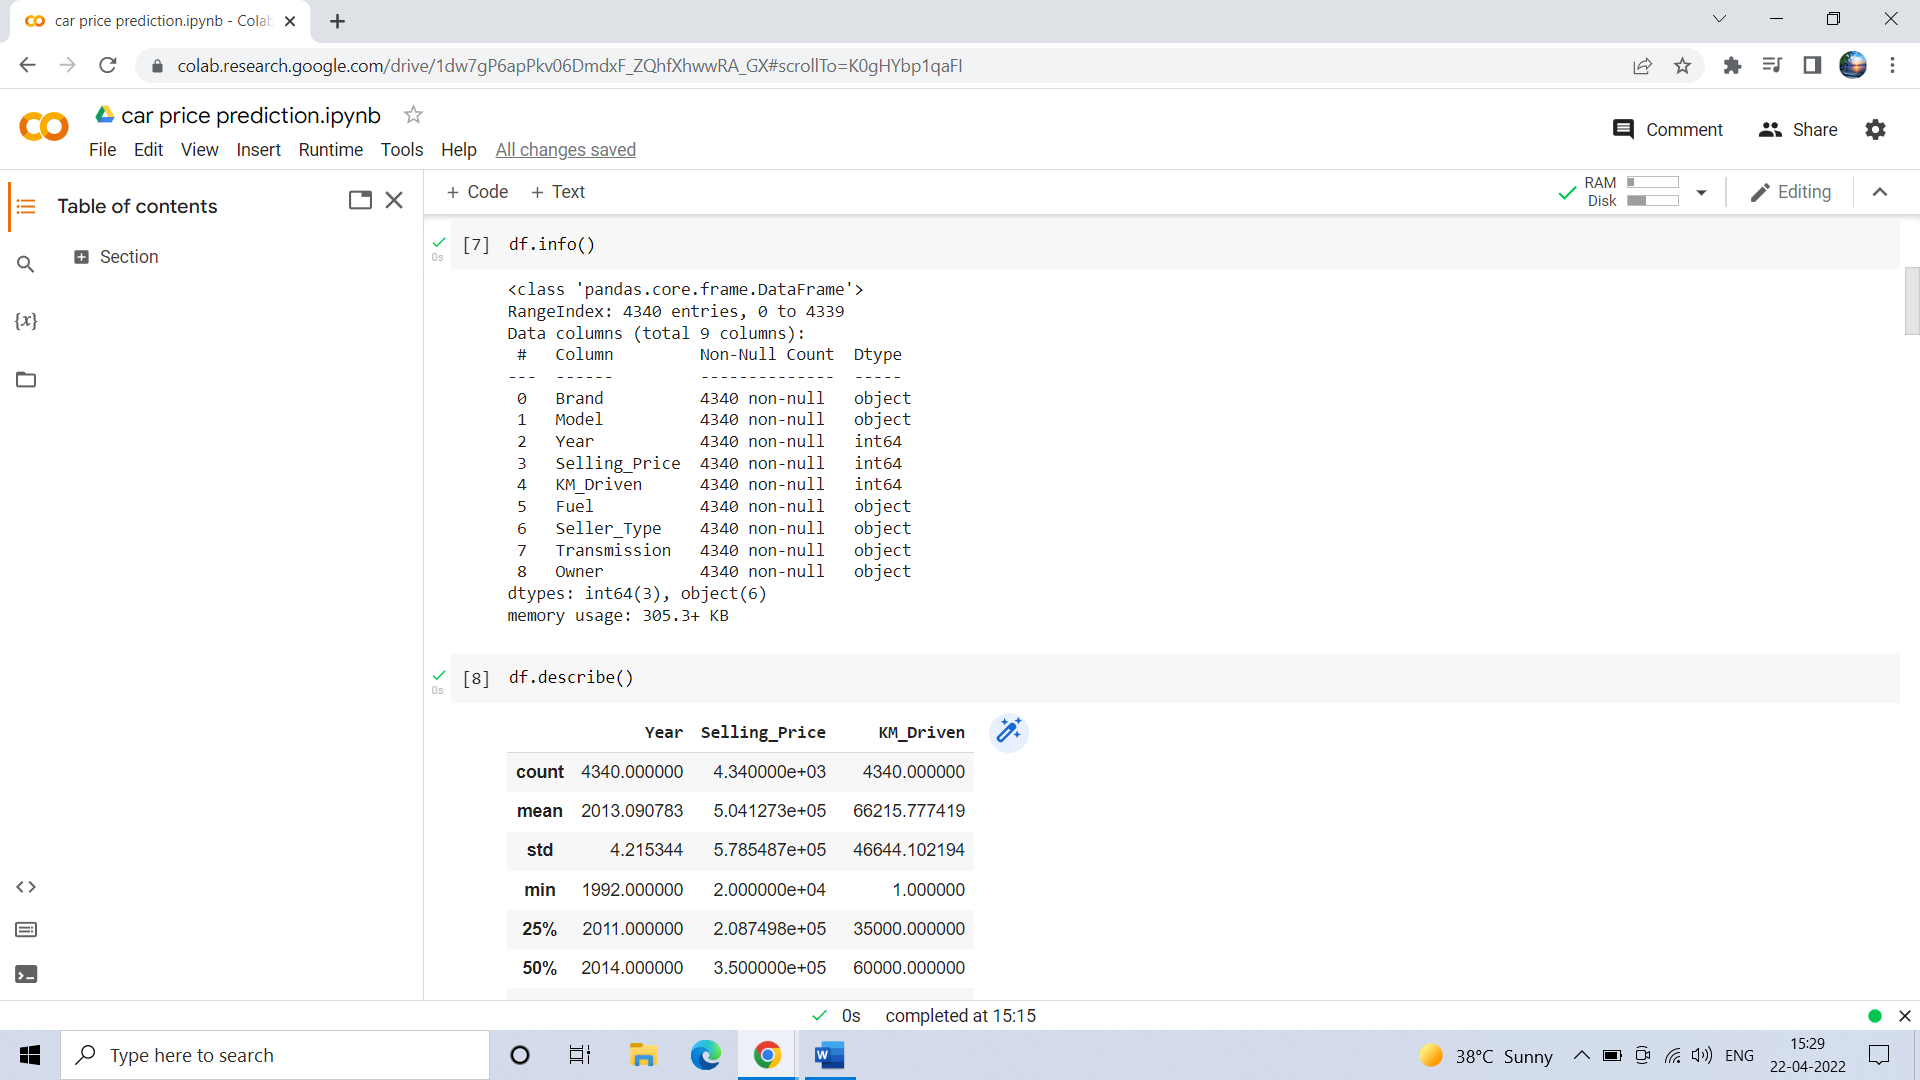 car price prediction.ipynb - Colab
colab.research.google.com/drive/1dw7gP6apPkv06DmdxF_ZQhfXhwwRA_GX#scrollTo=K0gHYbp1qaFI
car price prediction.ipynb
Comment
Share
File Edit View Insert Runtime Tools Help All changes saved
Table of contents
+ Code + Text
RAM
Disk
Editing
Section
{x}
0s
[7] df.info()
<class 'pandas.core.frame.DataFrame'>
RangeIndex: 4340 entries, 0 to 4339
Data columns (total 9 columns):
# Column Non-Null Count Dtype
--- ------ -------------- -----
0 Brand 4340 non-null object
1 Model 4340 non-null object
2 Year 4340 non-null int64
3 Selling_Price 4340 non-null int64
4 KM_Driven 4340 non-null int64
5 Fuel 4340 non-null object
6 Seller_Type 4340 non-null object
7 Transmission 4340 non-null object
8 Owner 4340 non-null object
dtypes: int64(3), object(6)
memory usage: 305.3+ KB
0s
[8] df.describe()
Year Selling_Price KM_Driven
count 4340.000000 4.340000e+03 4340.000000
mean 2013.090783 5.041273e+05 66215.777419
std 4.215344 5.785487e+05 46644.102194
min 1992.000000 2.000000e+04 1.000000
25% 2011.000000 2.087498e+05 35000.000000
50% 2014.000000 3.500000e+05 60000.000000
0s completed at 15:15
Type here to search
38°C Sunny
ENG
15:29
22-04-2022